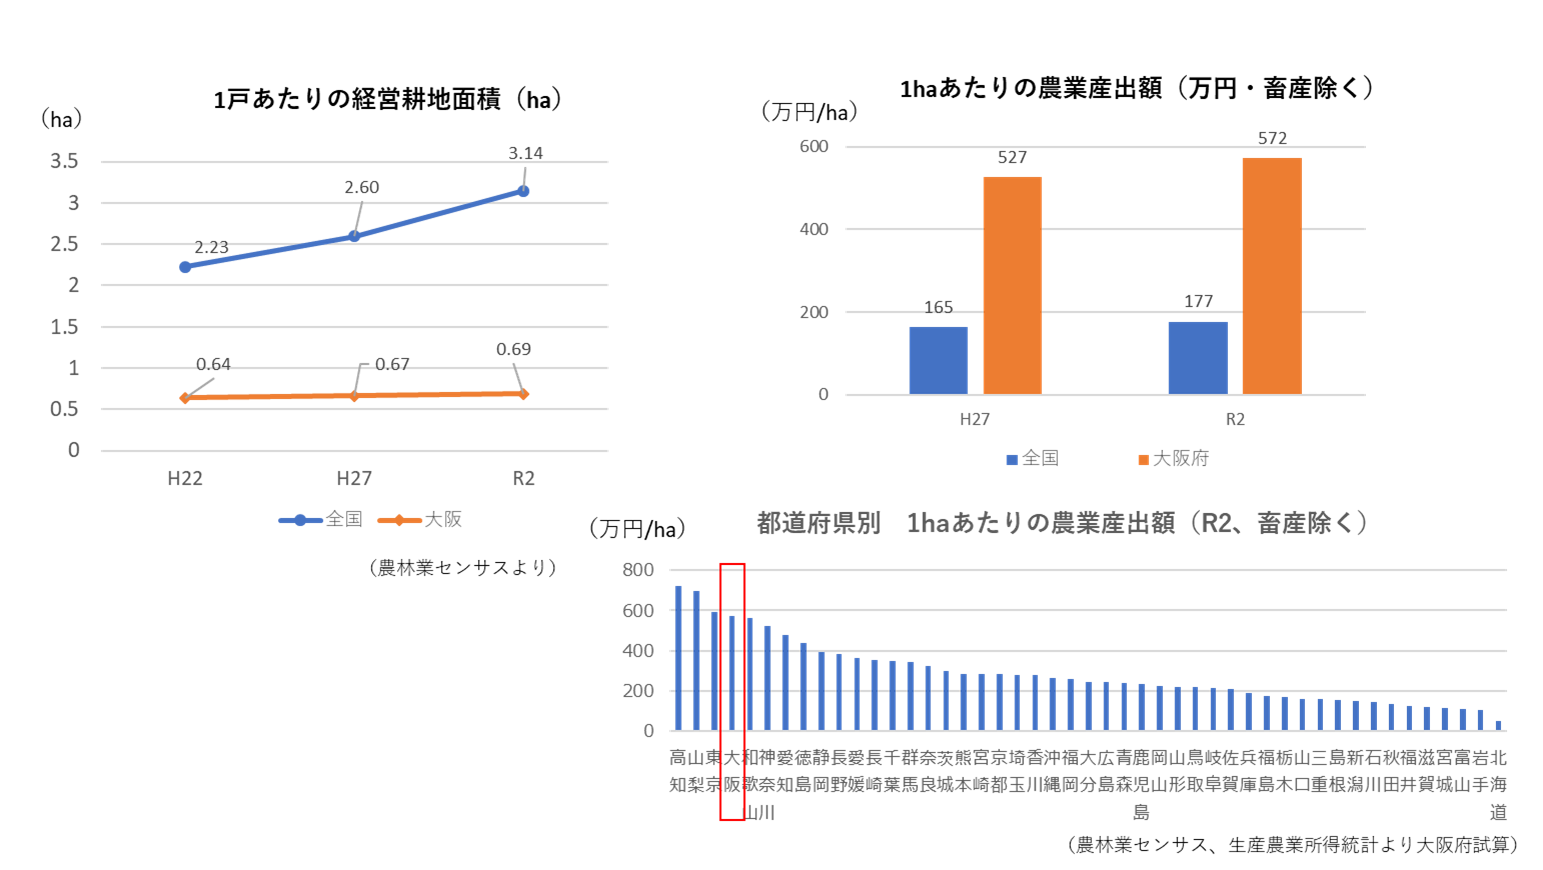 1戸あたりの経営耕地面積（ha）
（ha）
3.5
3
2.5
2
1.5
1
0.5
0
2.23
2.60
3.14
0.64
0.67
0.69
H22 H27 R2
全国 大阪
（農林業センサスより）
1haあたりの農業産出額（万円・畜産除く）
（万円/ha）
600
400
200
0
165
527
177
572
H27 R2
全国 大阪府
都道府県別　1haあたりの農業産出額（R2、畜産除く）
（万円/ha）
800
600
400
200
0
高知 山梨 東京 大阪 和歌山 神奈川 愛知 徳島 静岡 長野 愛媛 長崎 千葉 群馬 奈良 茨城 熊本 宮崎 京都 埼玉 香川 沖縄 福岡 大分 広島 青森 鹿児島 岡山 山形 鳥取 岐阜 佐賀 兵庫 福島 栃木 山口 三重 島根 新潟 石川 秋田 福井 滋賀 宮城 富山 岩手 北海道
（農林業センサス、生産農業所得統計より大阪府試算）